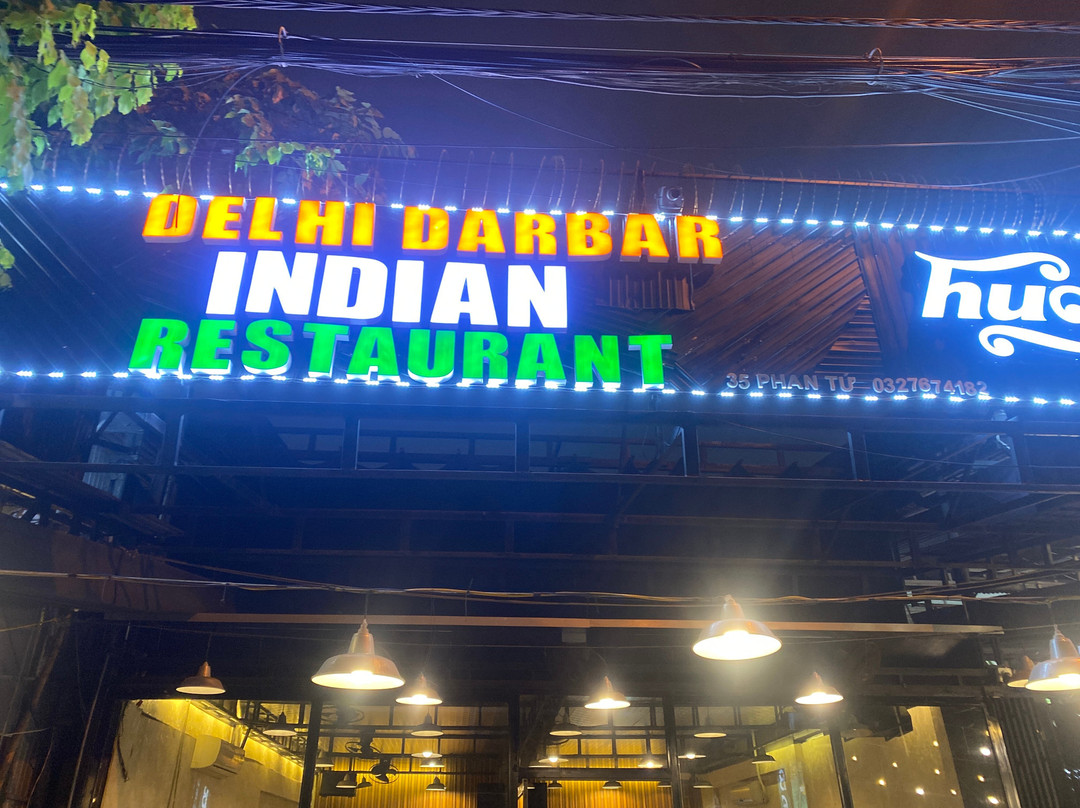 DELHI DARBAR
INDIAN
RESTAURANT
35 PHAN TỨ 0327674182